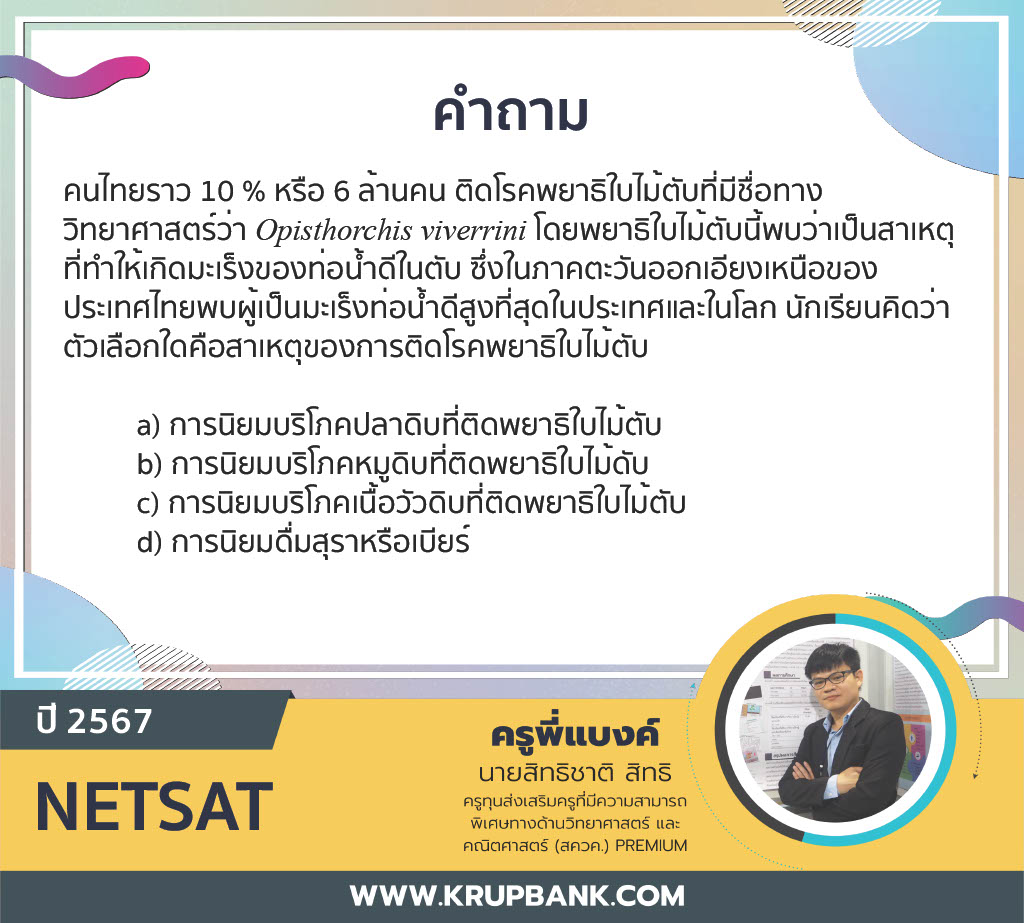 คำถาม
คนไทยราว 10 % หรือ 6 ล้านคน ติดโรคพยาธิใบไม้ตับที่มีชื่อทาง
วิทยาศาสตร์ว่า Opisthorchis viverrini โดยพยาธิใบไม้ตับนี้พบว่าเป็นสาเหตุ
ที่ทำให้เกิดมะเร็งของท่อน้ำดีในตับ ซึ่งในภาคตะวันออกเอียงเหนือของ
ประเทศไทยพบผู้เป็นมะเร็งท่อน้ำดีสูงที่สุดในประเทศและในโลก นักเรียนคิดว่า
ตัวเลือกใดคือสาเหตุของการติดโรคพยาธิใบไม้ตับ
a) การนิยมบริโภคปลาดิบที่ติดพยาธิใบไม้ตับ
b) การนิยมบริโภคหมูดิบที่ติดพยาธิใบไม้ดับ
c) การนิยมบริโภคเนื้อวัวดิบที่ติดพยาธิใบไม้ตับ
d) การนิยมดื่มสุราหรือเบียร์
ปี 2567
NETSAT
ครูพี่แบงค์
นายสิทธิชาติ สิทธิ
ครูทุนส่งเสริมครูที่มีความสามารถ
พิเศษทางด้านวิทยาศาสตร์ และ
คณิตศาสตร์ (สควค.) PREMIUM
WWW.KRUPBANK.COM